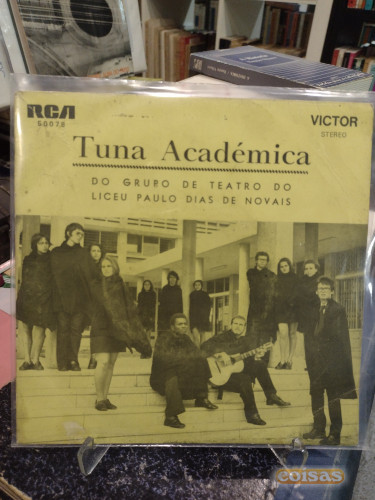 RCA
50078
VICTOR
STEREO
Tuna Académica
DO GRUPO DE TEATRO DO
LICEU PAULO DIAS DE NOVAIS
coisas